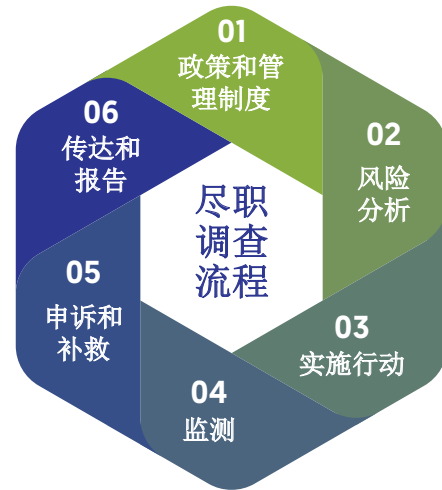 01
政策和管
理制度
02
风险
分析
03
实施行动
04
监测
05
申诉和
补救
06
传达和
报告
尽职
调查
流程